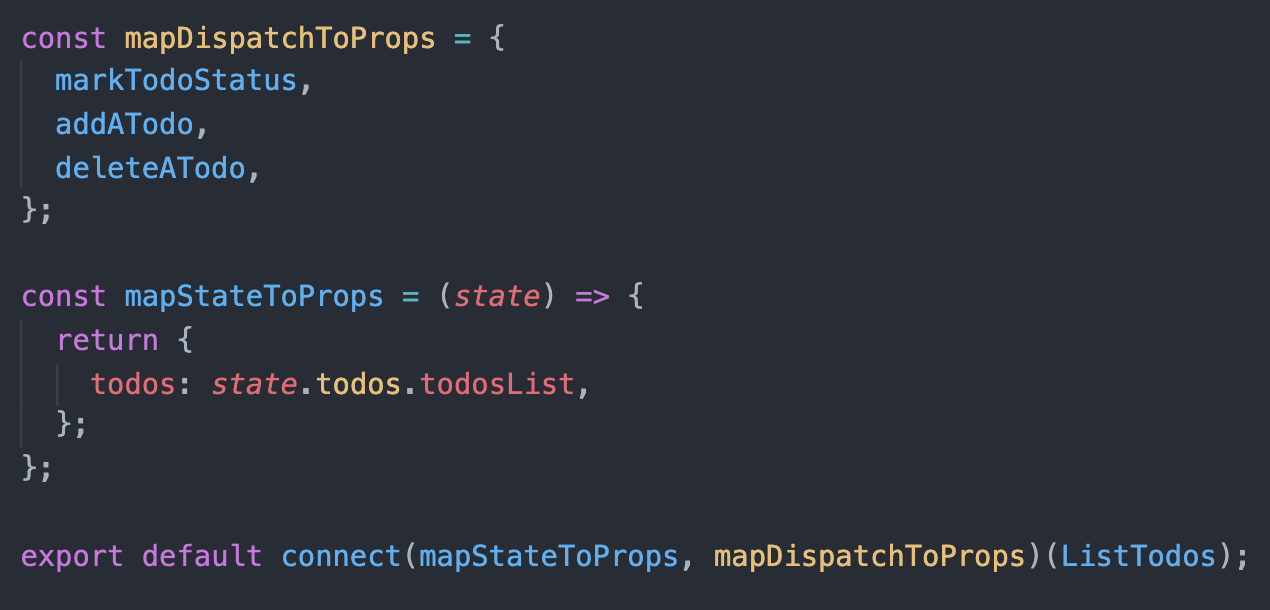 const mapDispatchToProps = {
  markTodoStatus,
  addATodo,
  deleteATodo,
};

const mapStateToProps = (state) => {
  return {
    todos: state.todos.todosList,
  };
};

export default connect(mapStateToProps, mapDispatchToProps)(ListTodos);